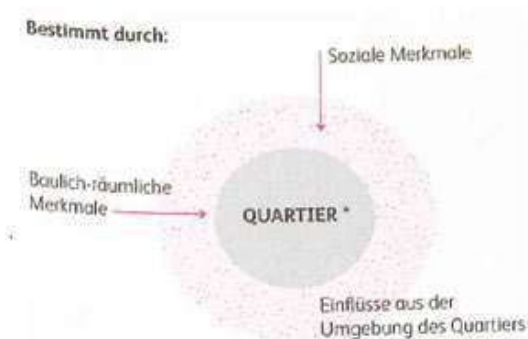 Bestimmt durch:
Soziale Merkmale
Baulich-räumliche
Merkmale
QUARTIER *
Einflüsse aus der
Umgebung des Quartiers